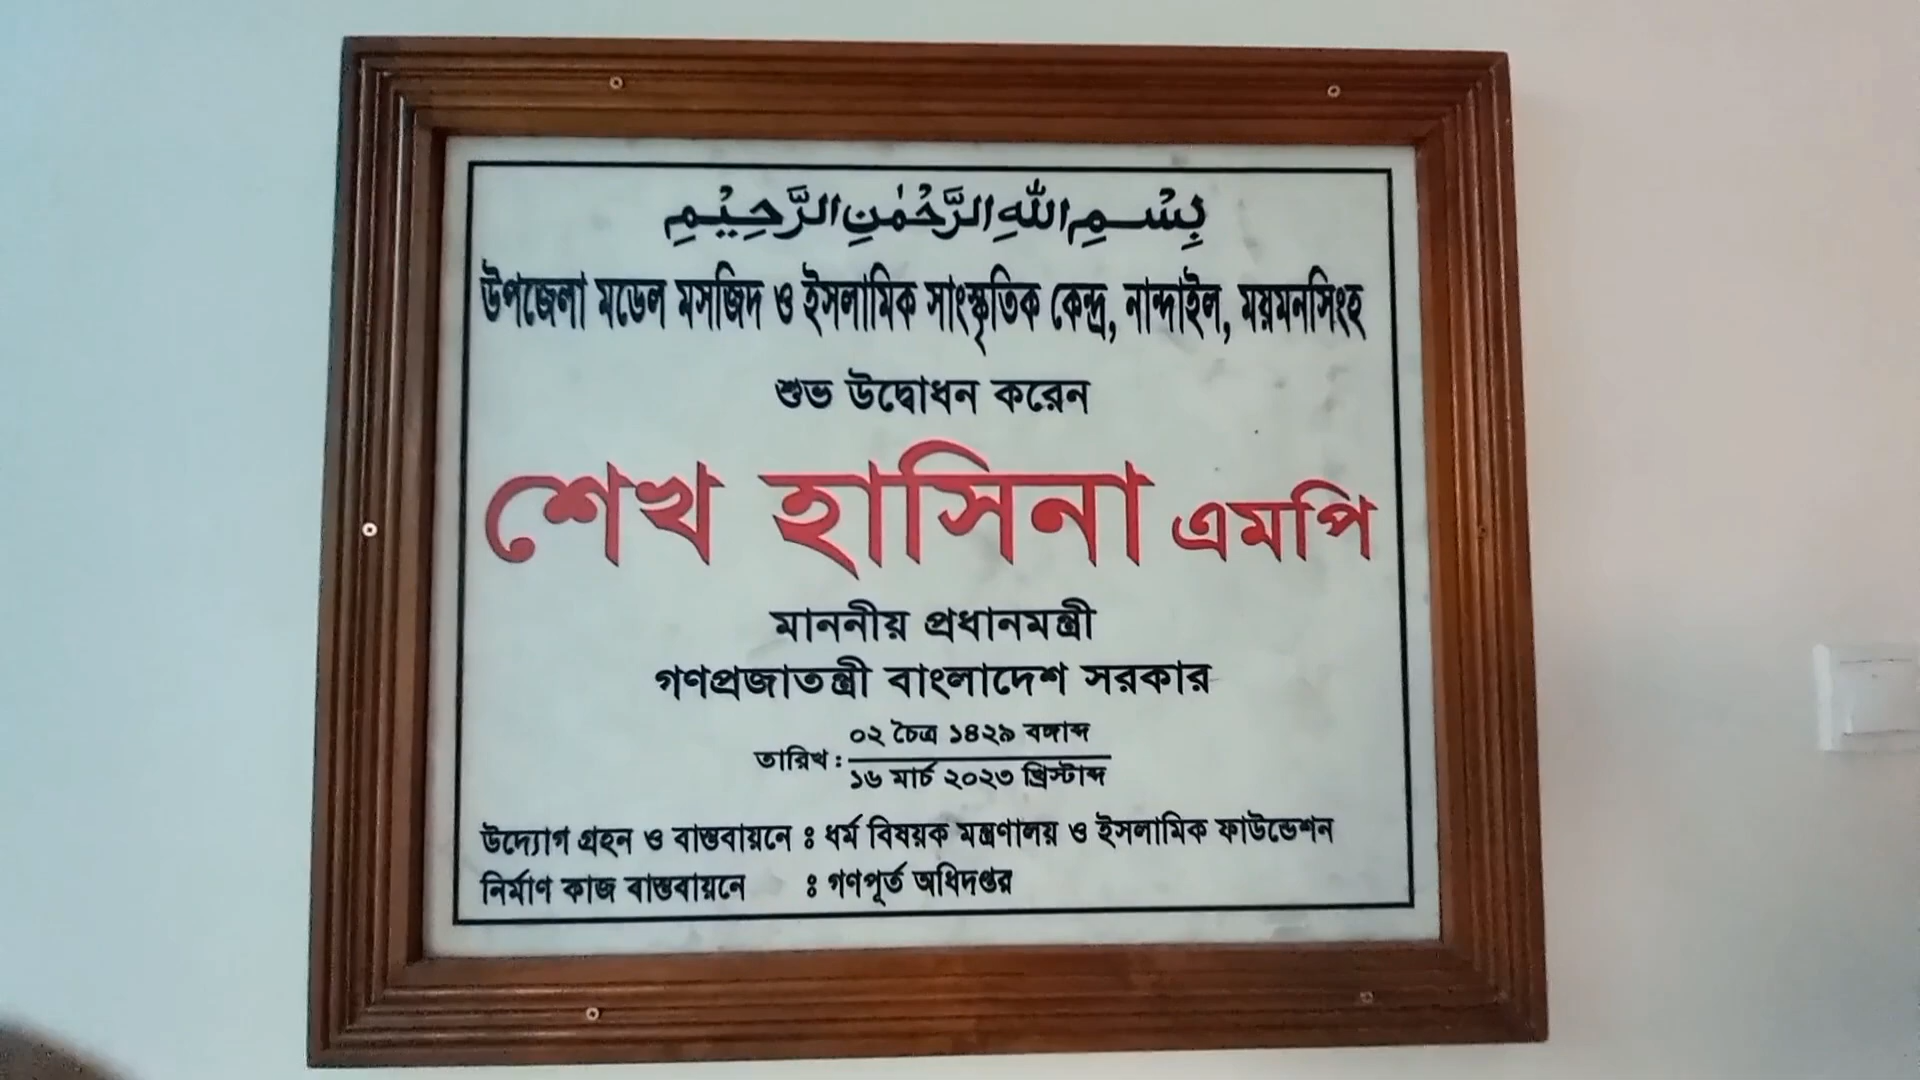 بِسْمِ اللهِ الرَّحْمٰنِ الرَّحِيْمِ
উপজেলা মডেল মসজিদ ও ইসলামিক সাংস্কৃতিক কেন্দ্র, নান্দাইল, ময়মনসিংহ
শুভ উদ্বোধন করেন
শেখ হাসিনা এমপি
মাননীয় প্রধানমন্ত্রী
গণপ্রজাতন্ত্রী বাংলাদেশ সরকার
তারিখ : ০২ চৈত্র ১৪২৯ বঙ্গাব্দ
১৬ মার্চ ২০২৩ খ্রিস্টাব্দ
উদ্যোগ গ্রহন ও বাস্তবায়নে ঃ ধর্ম বিষয়ক মন্ত্রণালয় ও ইসলামিক ফাউন্ডেশন
নির্মাণ কাজ বাস্তবায়নে ঃ গণপূর্ত অধিদপ্তর